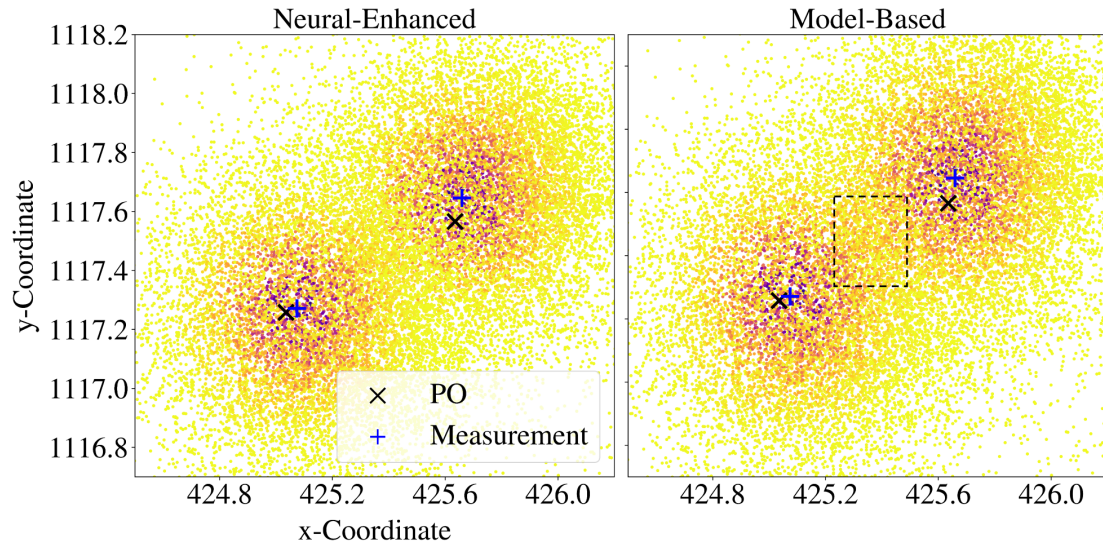 Neural-Enhanced
Model-Based
1118.2
1118.0
1117.8
1117.6
1117.4
1117.2
1117.0
1116.8
y-Coordinate
PO
Measurement
424.8 425.2 425.6 426.0
424.8 425.2 425.6 426.0
x-Coordinate